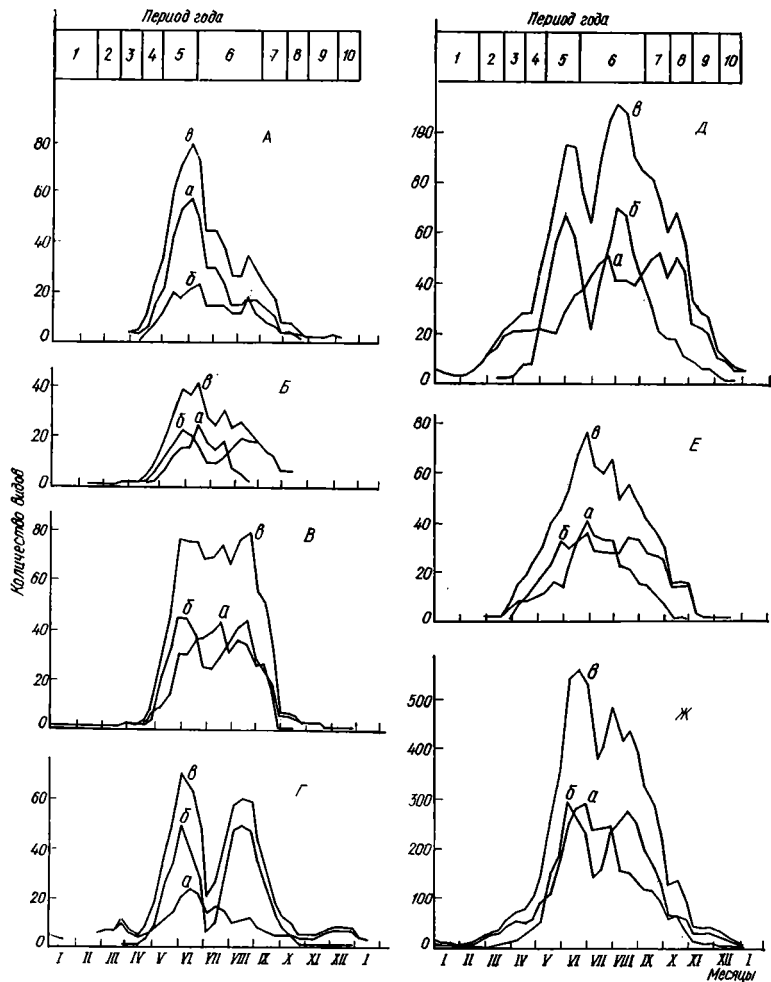 Период года
1 2 3 4 5 6 7 8 9 10
Количество видов
А
80
60
40
20
0
в
а
б
Б
40
20
0
в
б
а
В
80
60
40
20
0
б
а
Г
60
40
20
0
в
б
а
I II III IV V VI VII VIII IX X XI XII I
Период года
1 2 3 4 5 6 7 8 9 10
Д
100
80
60
40
20
0
в
б
а
Е
80
60
40
20
0
в
б
а
Ж
500
400
300
200
100
0
в
б
а
I II III IV V VI VII VIII IX X XI XII I
Месяцы